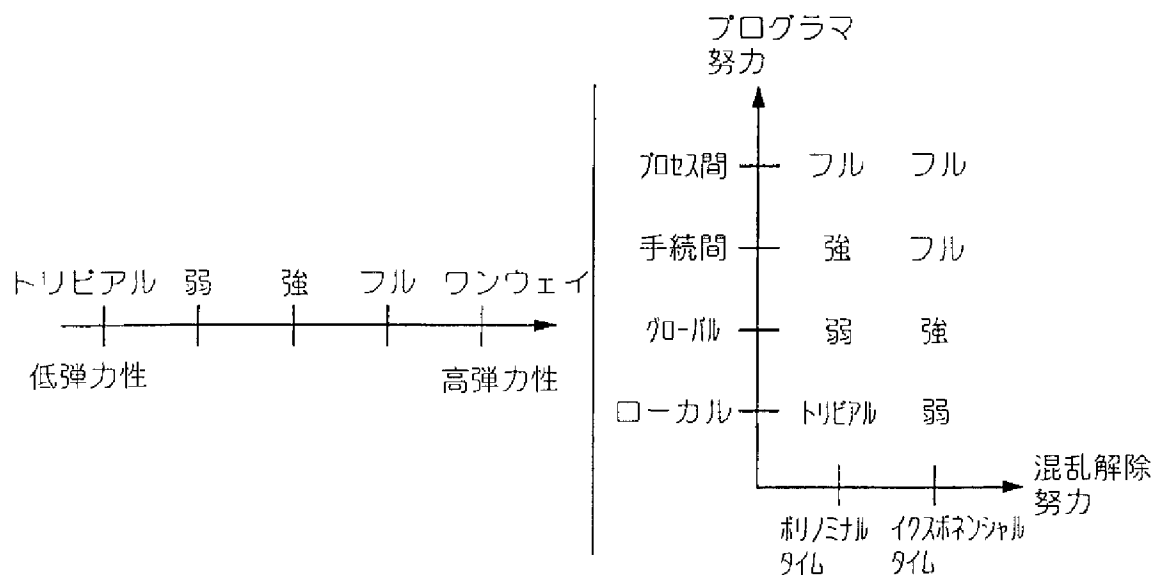 トリビアル 弱 強 フル ワンウェイ
低弾力性 高弾力性
プログラマ
努力
プロセス間 フル フル
手続間 強 フル
グローバル 弱 強
ローカル トリビアル 弱
混乱解除
努力
ポリノミナル イクスポネンシャル
タイム タイム